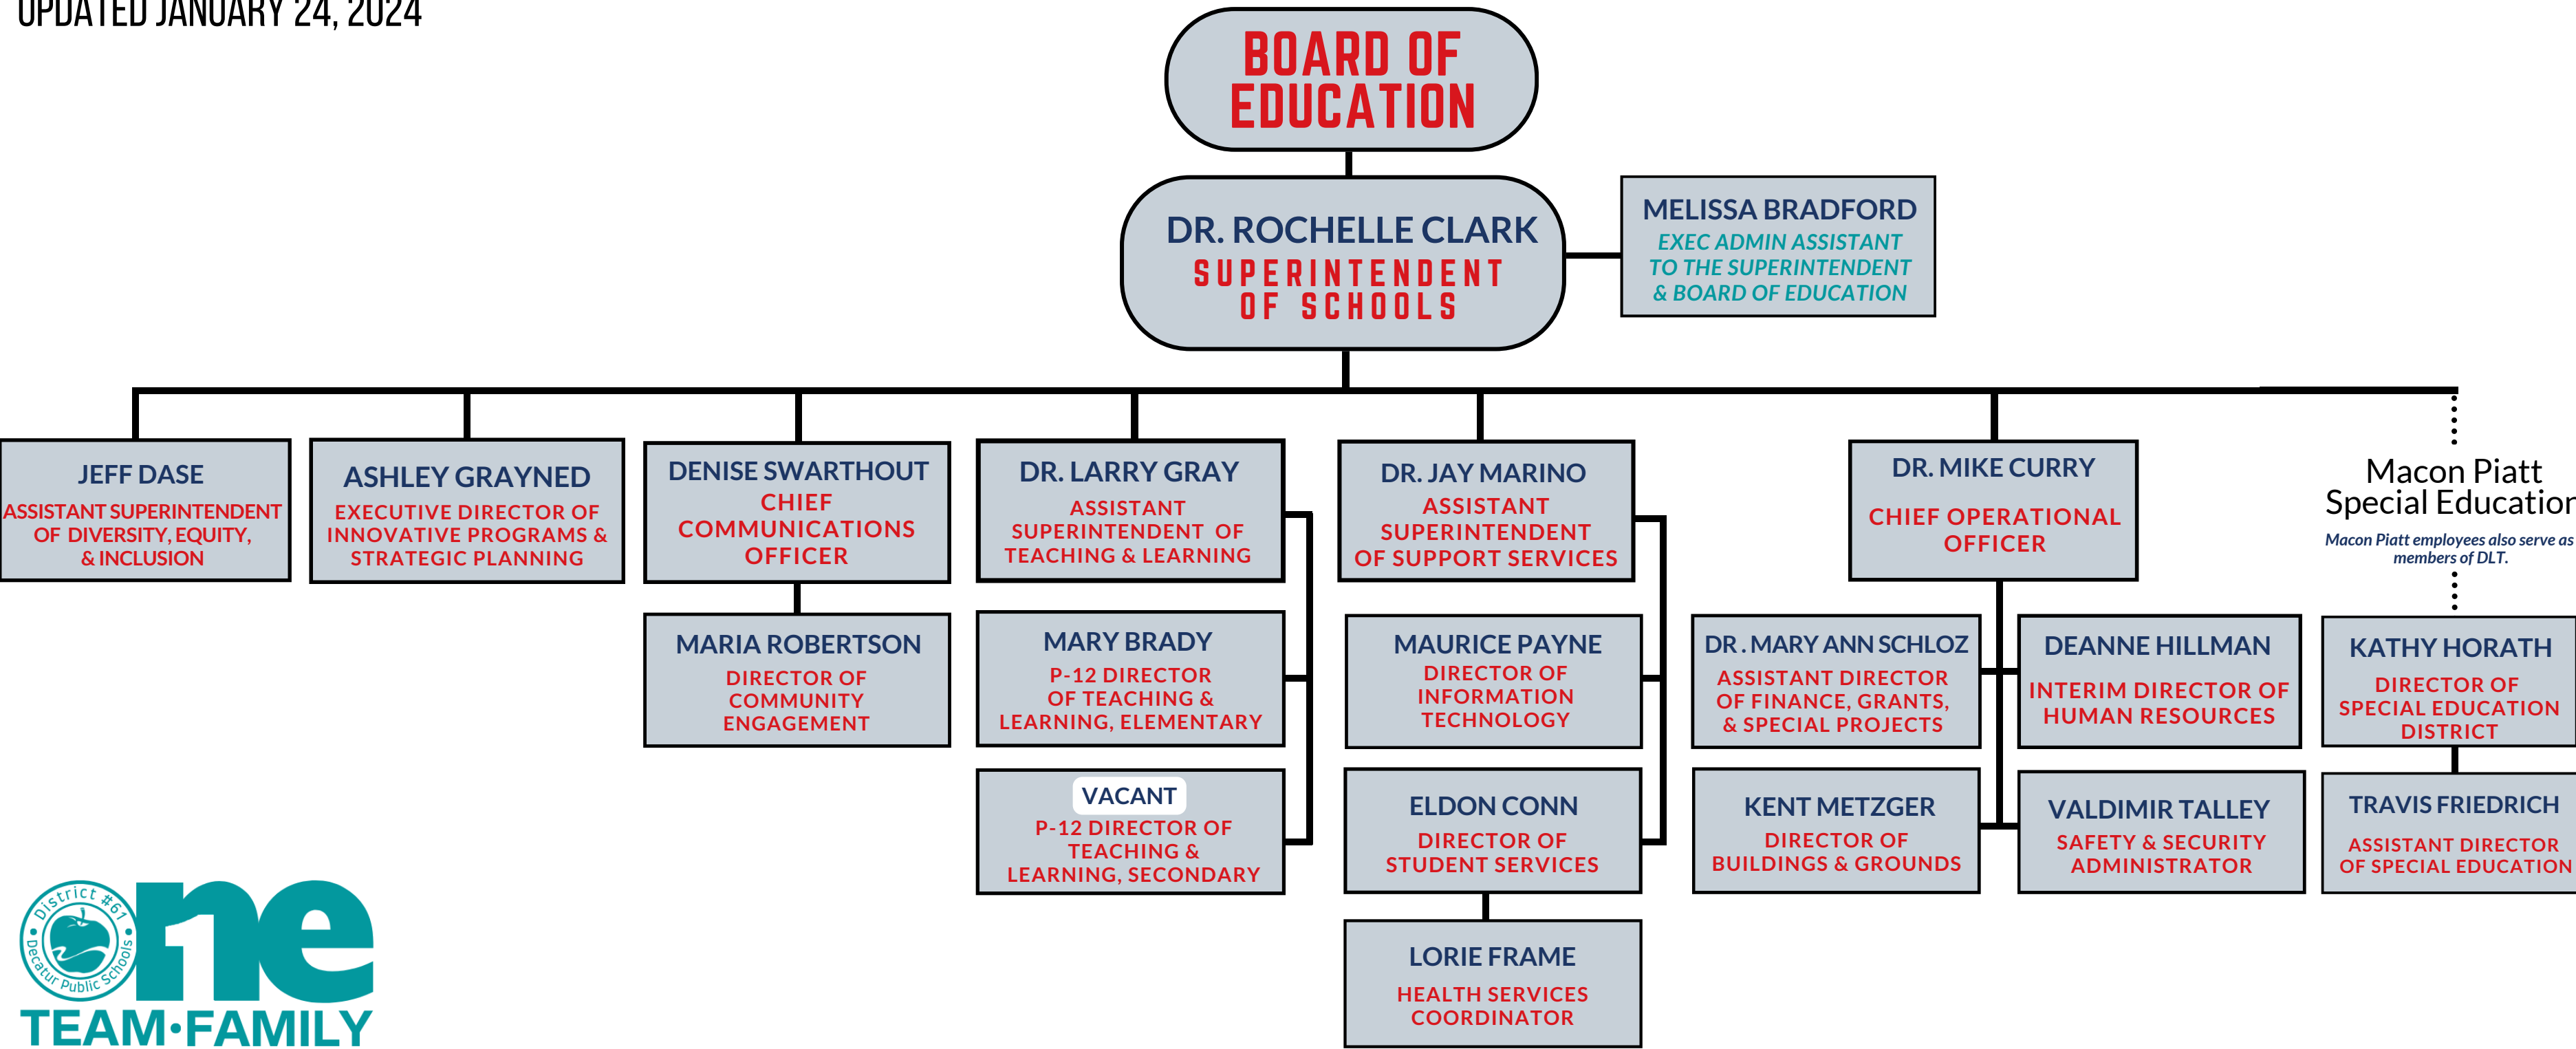 UPDATED JANUARY 24, 2024
BOARD OF
EDUCATION
DR. ROCHELLE CLARK
SUPERINTENDENT
OF SCHOOLS
MELISSA BRADFORD
EXEC ADMIN ASSISTANT
TO THE SUPERINTENDENT
& BOARD OF EDUCATION
JEFF DASE
ASSISTANT SUPERINTENDENT
OF DIVERSITY, EQUITY,
& INCLUSION
ASHLEY GRAYNED
EXECUTIVE DIRECTOR OF
INNOVATIVE PROGRAMS &
STRATEGIC PLANNING
DENISE SWARTHOUT
CHIEF
COMMUNICATIONS
OFFICER
DR. LARRY GRAY
ASSISTANT
SUPERINTENDENT OF
TEACHING & LEARNING
DR. JAY MARINO
ASSISTANT
SUPERINTENDENT
OF SUPPORT SERVICES
DR. MIKE CURRY
CHIEF OPERATIONAL
OFFICER
Macon Piatt
Special Education
Macon Piatt employees also serve as
members of DLT.
MARIA ROBERTSON
DIRECTOR OF
COMMUNITY
ENGAGEMENT
MARY BRADY
P-12 DIRECTOR
OF TEACHING &
LEARNING, ELEMENTARY
MAURICE PAYNE
DIRECTOR OF
INFORMATION
TECHNOLOGY
DR. MARY ANN SCHLOZ
ASSISTANT DIRECTOR
OF FINANCE, GRANTS,
& SPECIAL PROJECTS
DEANNE HILLMAN
INTERIM DIRECTOR OF
HUMAN RESOURCES
KATHY HORATH
DIRECTOR OF
SPECIAL EDUCATION
DISTRICT
VACANT
P-12 DIRECTOR OF
TEACHING &
LEARNING, SECONDARY
ELDON CONN
DIRECTOR OF
STUDENT SERVICES
KENT METZGER
DIRECTOR OF
BUILDINGS & GROUNDS
VALDIMIR TALLEY
SAFETY & SECURITY
ADMINISTRATOR
TRAVIS FRIEDRICH
ASSISTANT DIRECTOR
OF SPECIAL EDUCATION
LORIE FRAME
HEALTH SERVICES
COORDINATOR
District #61
Decatur Public Schools
One
1
TEAM•FAMILY